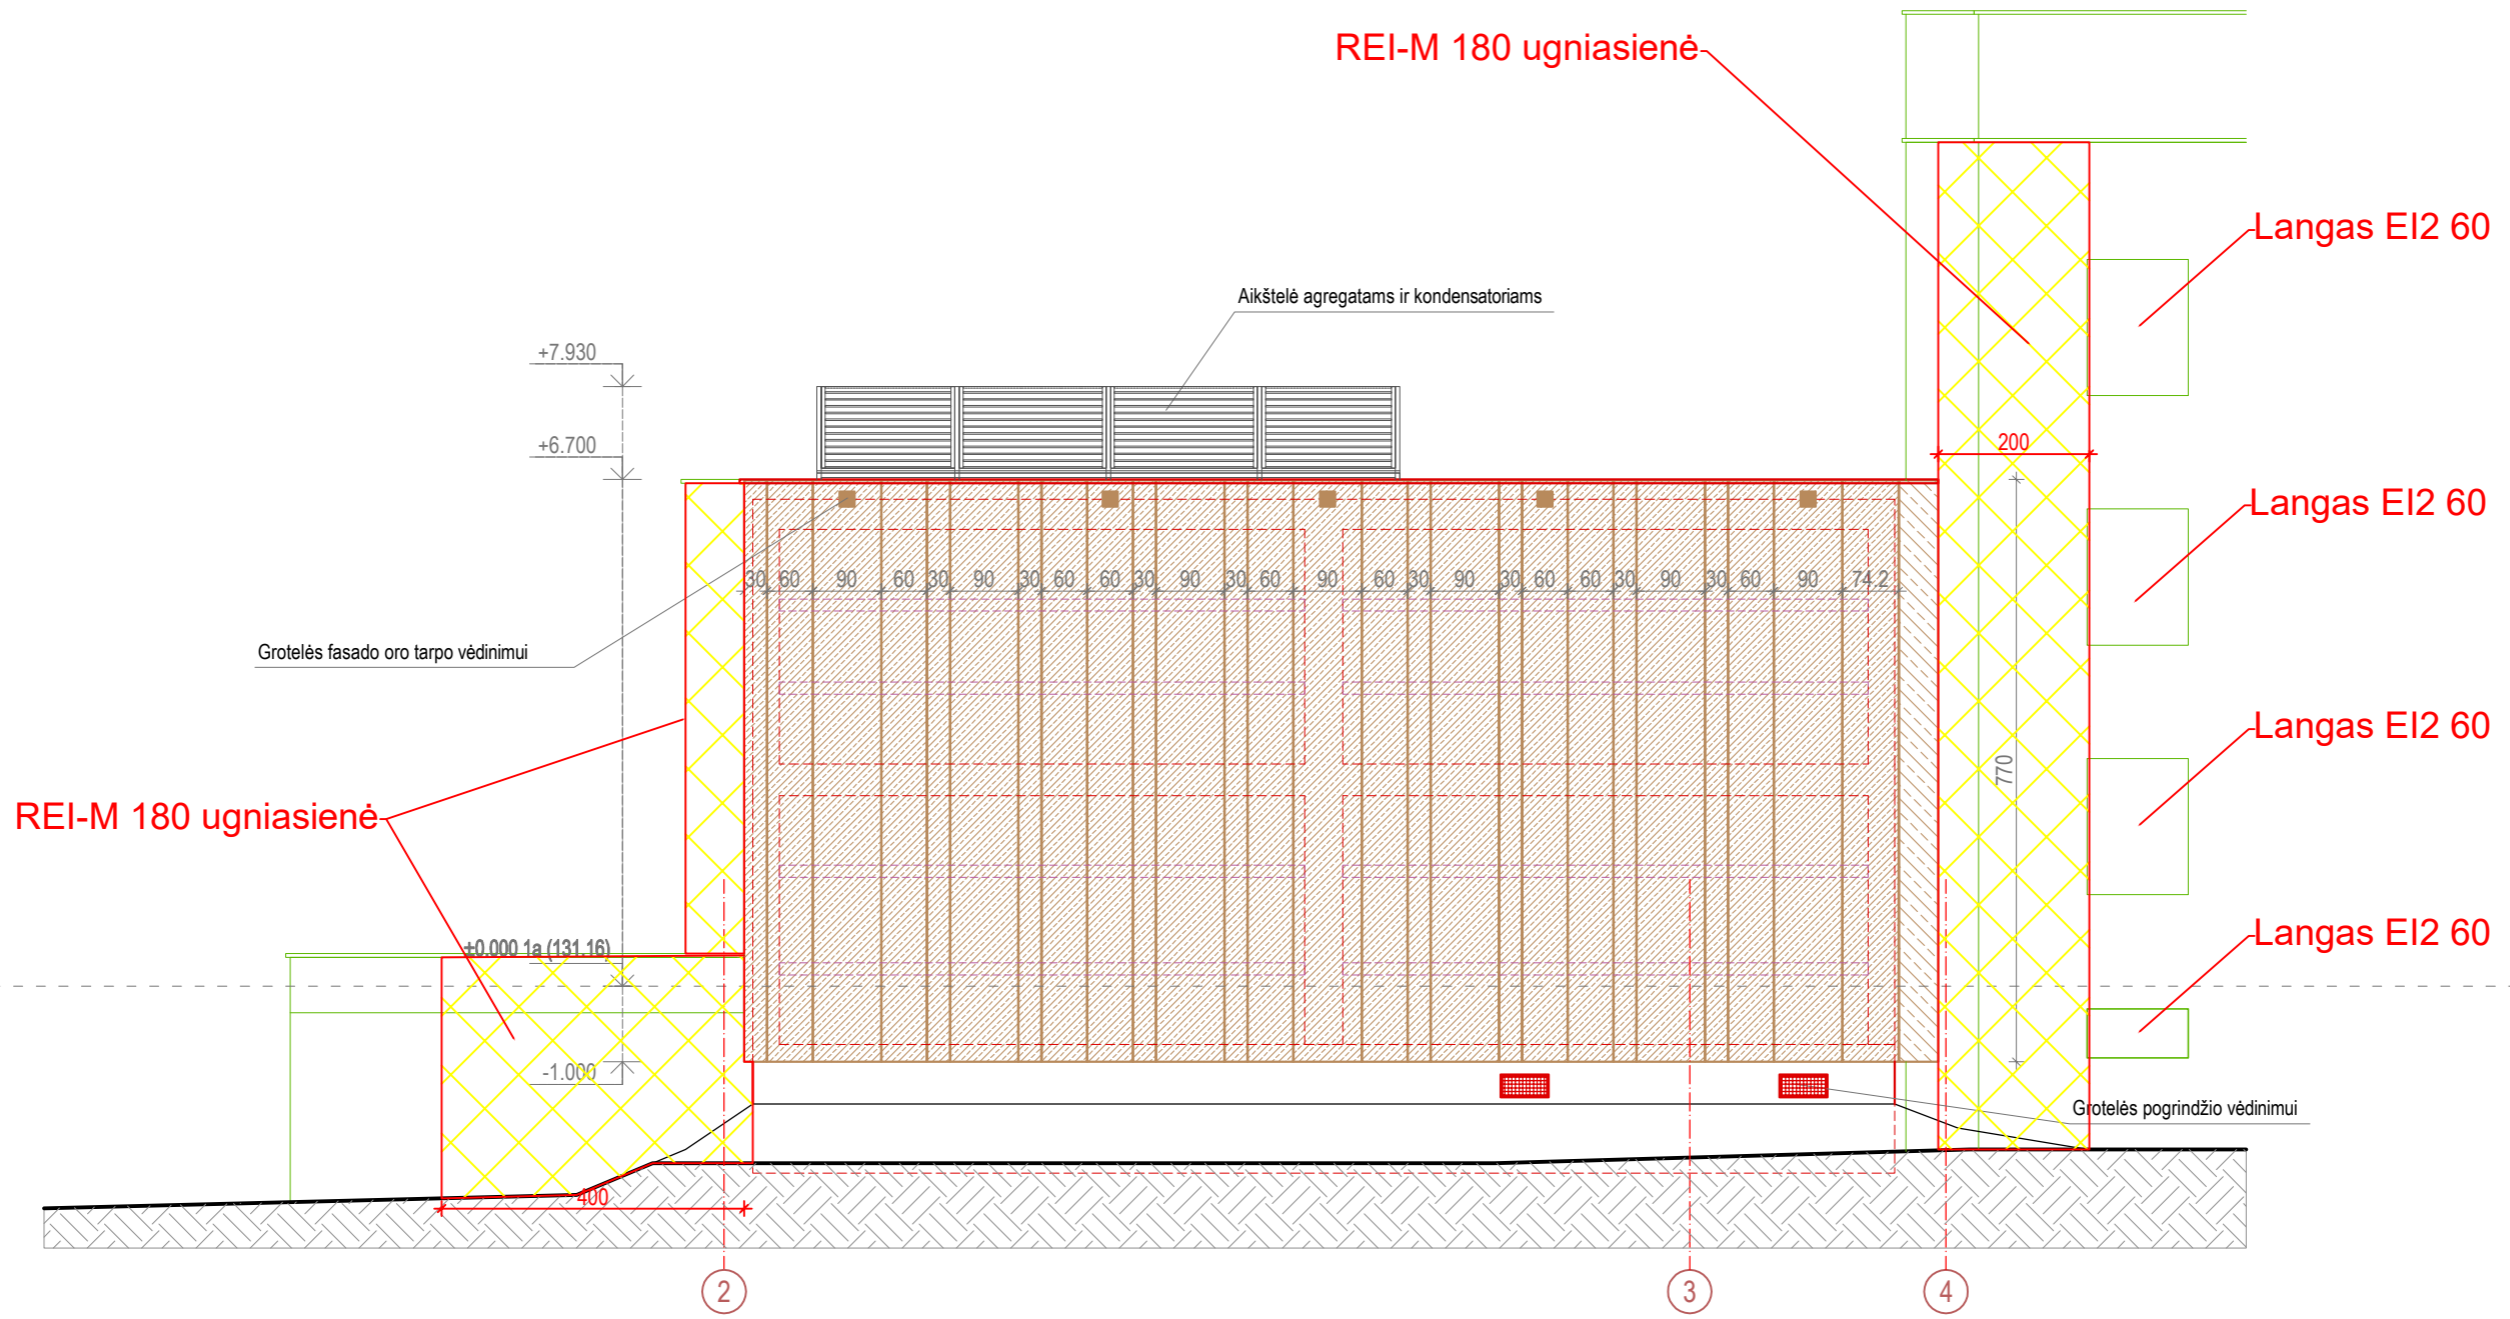 REI-M 180 ugniasienė
Langas EI2 60
Aikštelė agregatams ir kondensatoriams
+7.930
+6.700
200
Langas EI2 60
30 60 90 60 30 90 30 60 60 30 90 30 60 90 60 30 90 30 60 60 30 90 30 60 90 74.2
Grotelės fasado oro tarpo vėdinimui
Langas EI2 60
770
REI-M 180 ugniasienė
Langas EI2 60
±0.000 1a (131.16)
-1.000
Grotelės pogrindžio vėdinimui
400
2 3 4